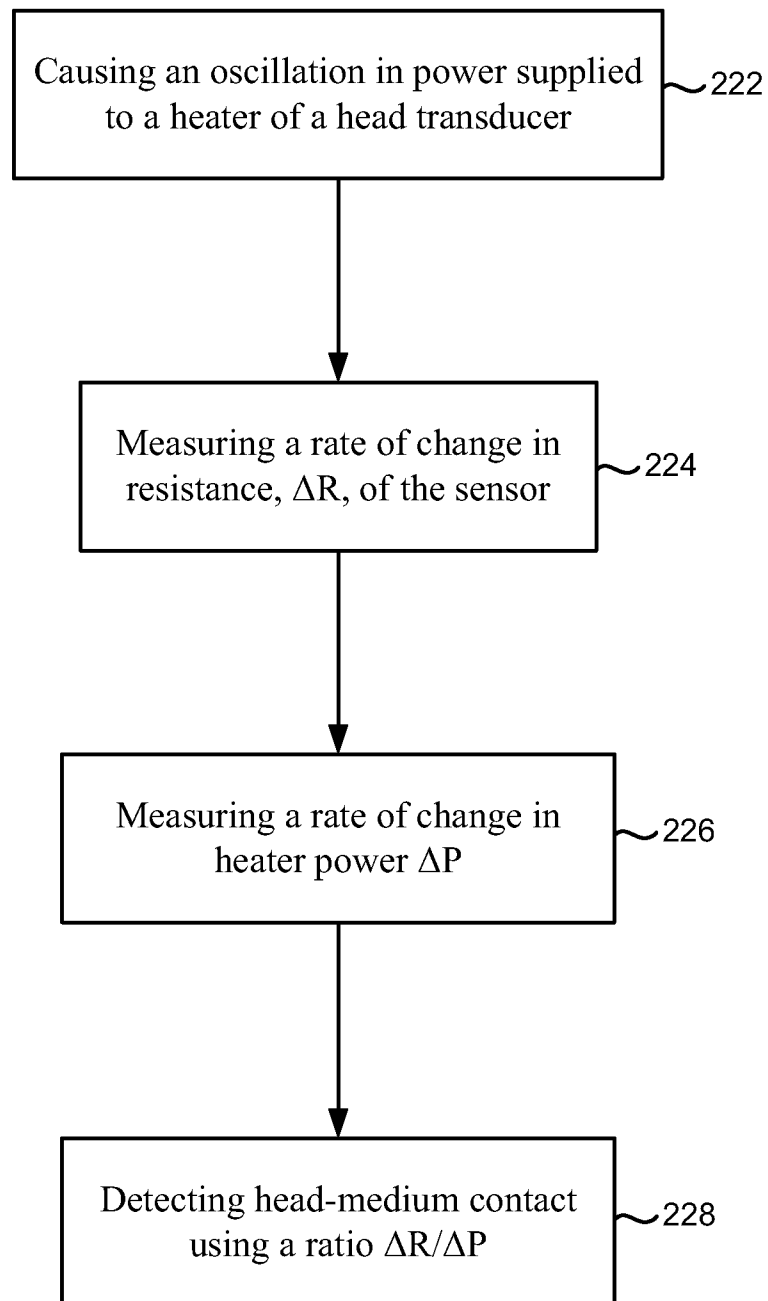 Causing an oscillation in power supplied
to a heater of a head transducer
222
Measuring a rate of change in
resistance, ΔR, of the sensor
224
Measuring a rate of change in
heater power ΔP
226
Detecting head-medium contact
using a ratio ΔR/ΔP
228